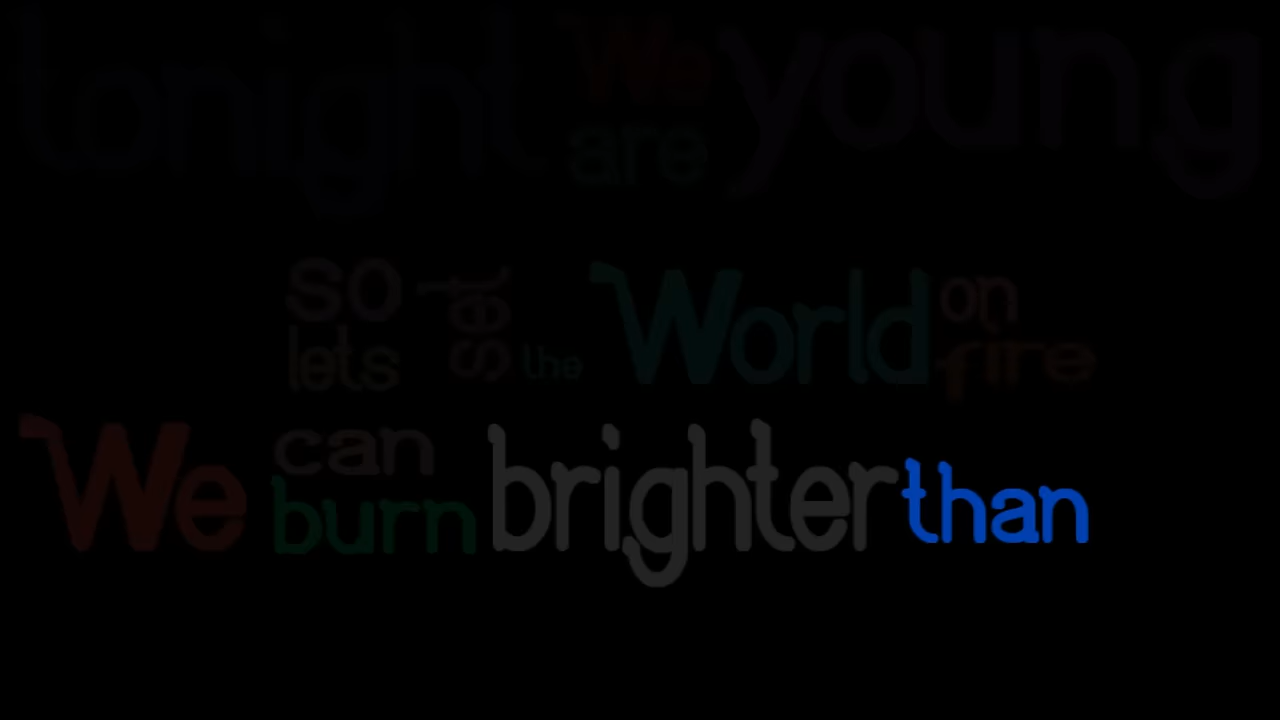 tonight We are young
so lets set the World on fire
We can burn brighter than